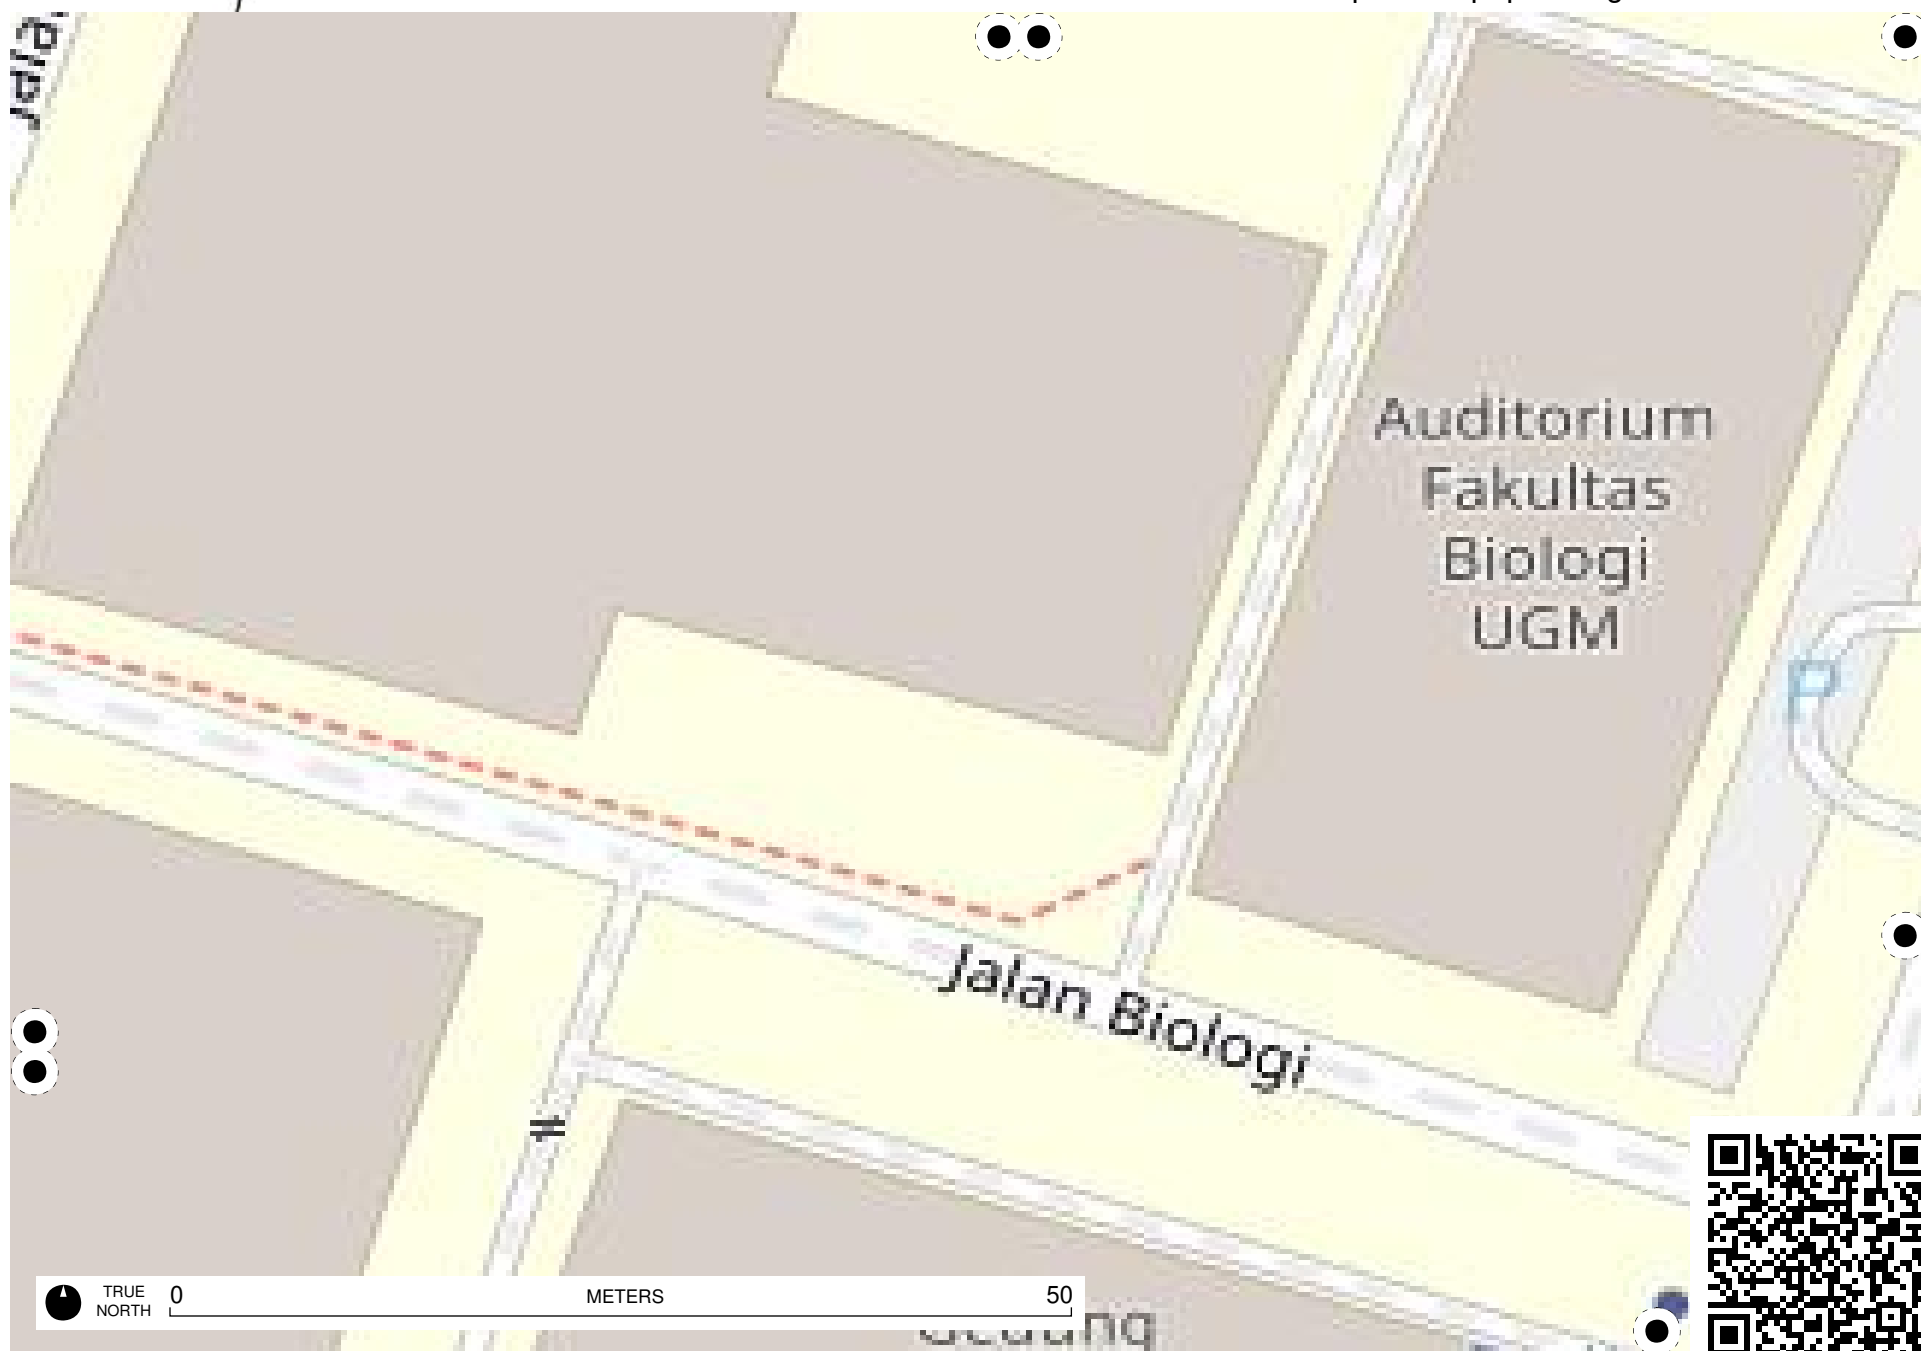 Auditorium
Fakultas
Biologi
UGM
P
Jalan Biologi
TRUE
NORTH
0 METERS 50